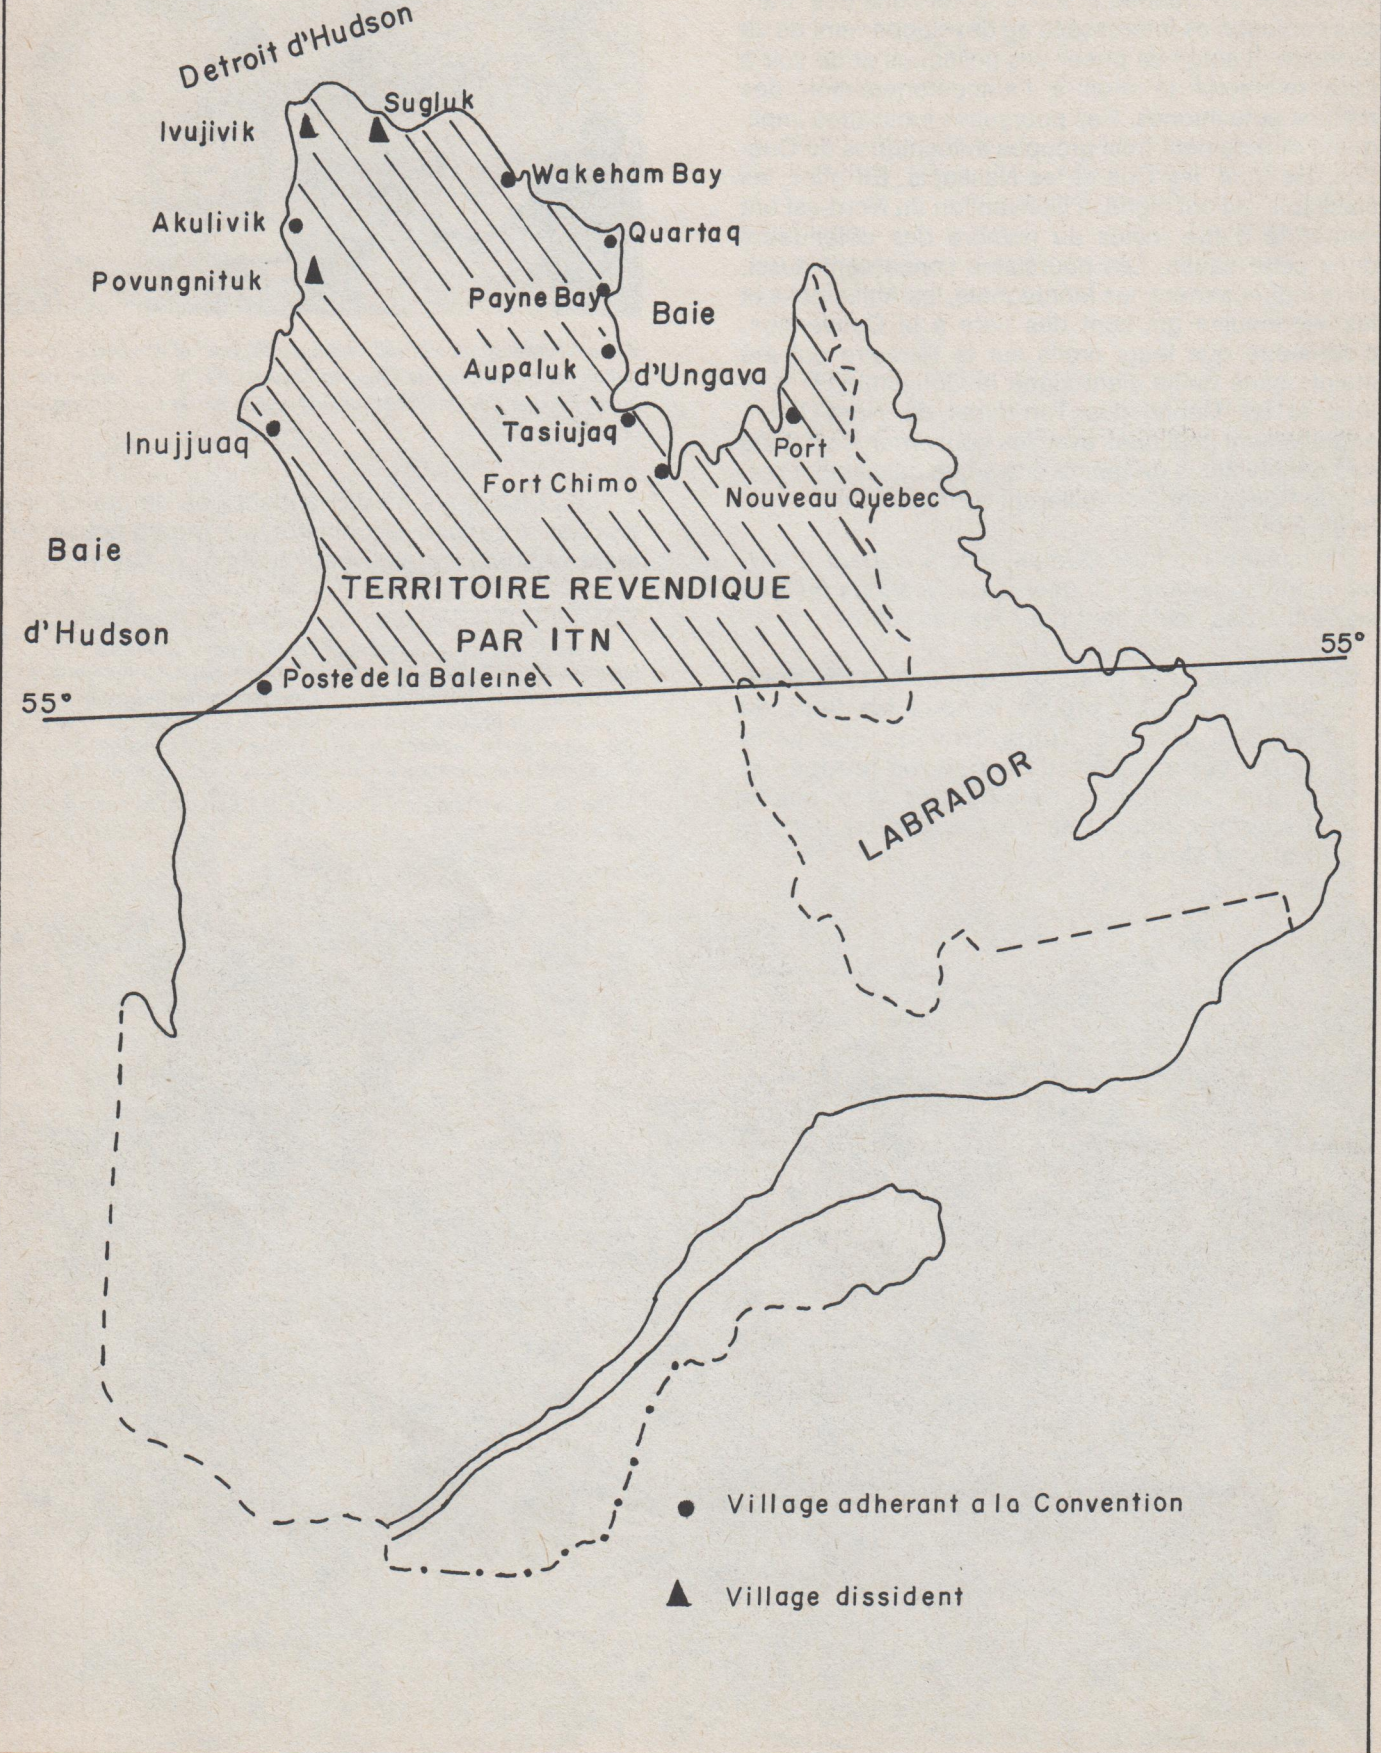 Detroit d'Hudson
Sugluk
Ivujivik
Wakeham Bay
Akulivik
Quartaq
Povungnituk
Payne Bay
Baie
d'Ungava
Aupaluk
Tasiujaq
Inujjuaq
Port
Nouveau Quebec
Fort Chimo
Baie
d'Hudson
TERRITOIRE REVENDIQUE
PAR ITN
Poste de la Baleine
55°
55°
LABRADOR
Village adherant a la Convention
Village dissident